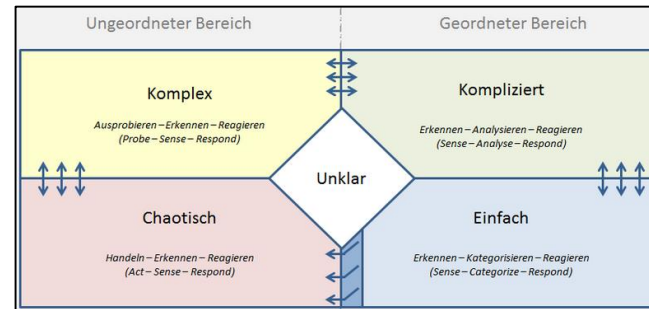 Ungeordneter Bereich
Geordneter Bereich
Komplex
Ausprobieren – Erkennen – Reagieren
(Probe – Sense – Respond)
Kompliziert
Erkennen – Analysieren – Reagieren
(Sense – Analyse – Respond)
Unklar
Chaotisch
Handeln – Erkennen – Reagieren
(Act – Sense – Respond)
Einfach
Erkennen – Kategorisieren – Reagieren
(Sense – Categorize – Respond)